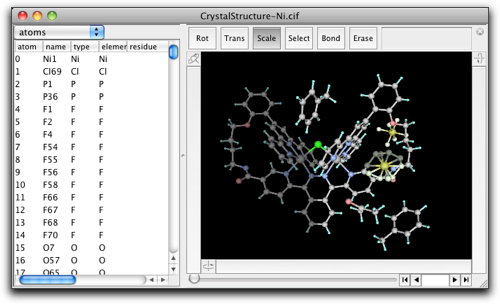 CrystalStructure-Ni.cif
atoms
Rot Trans Scale Select Bond Erase
atom name type elemen residue
0 Ni1 Ni Ni
1 Cl69 Cl Cl
2 P1 P P
3 P36 P P
4 F1 F F
5 F2 F F
6 F4 F F
7 F54 F F
8 F55 F F
9 F56 F F
10 F58 F F
11 F66 F F
12 F67 F F
13 F68 F F
14 F70 F F
15 O7 O O
16 O57 O O
17 O65 O O